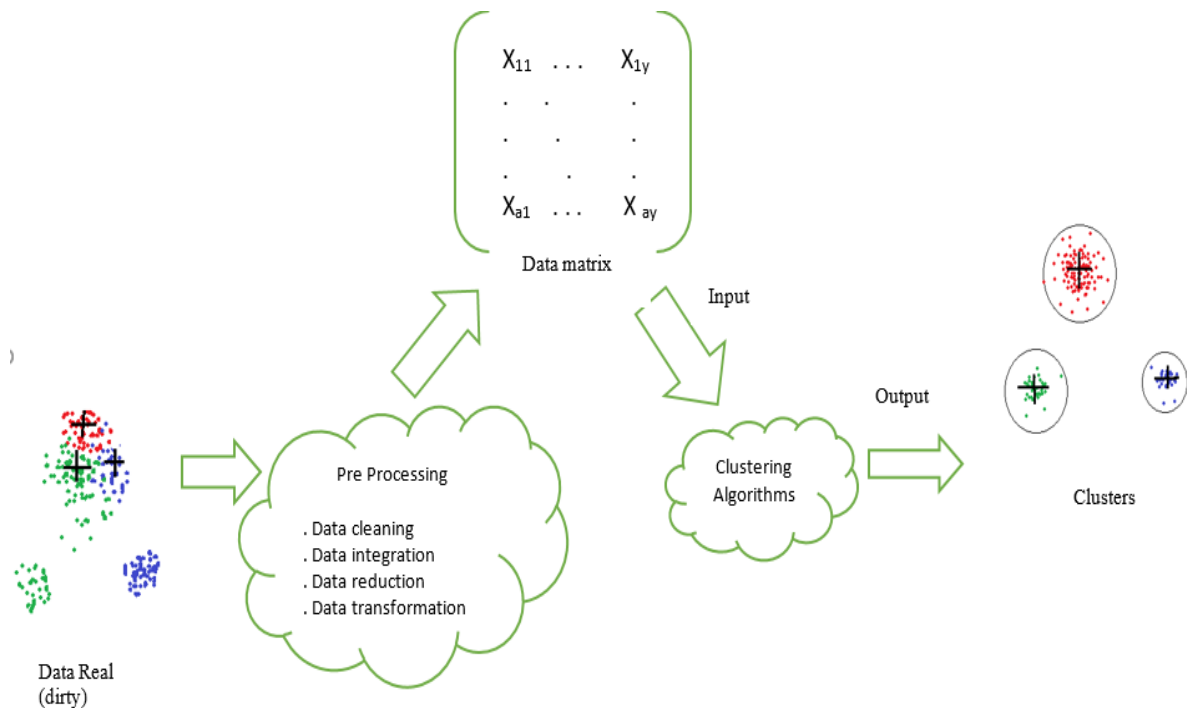 X11 . . . X1y
. . .
. . .
. . .
Xa1 . . . X ay
Data matrix
Input
Output
Pre Processing
. Data cleaning
. Data integration
. Data reduction
. Data transformation
Clustering
Algorithms
Clusters
Data Real
(dirty)